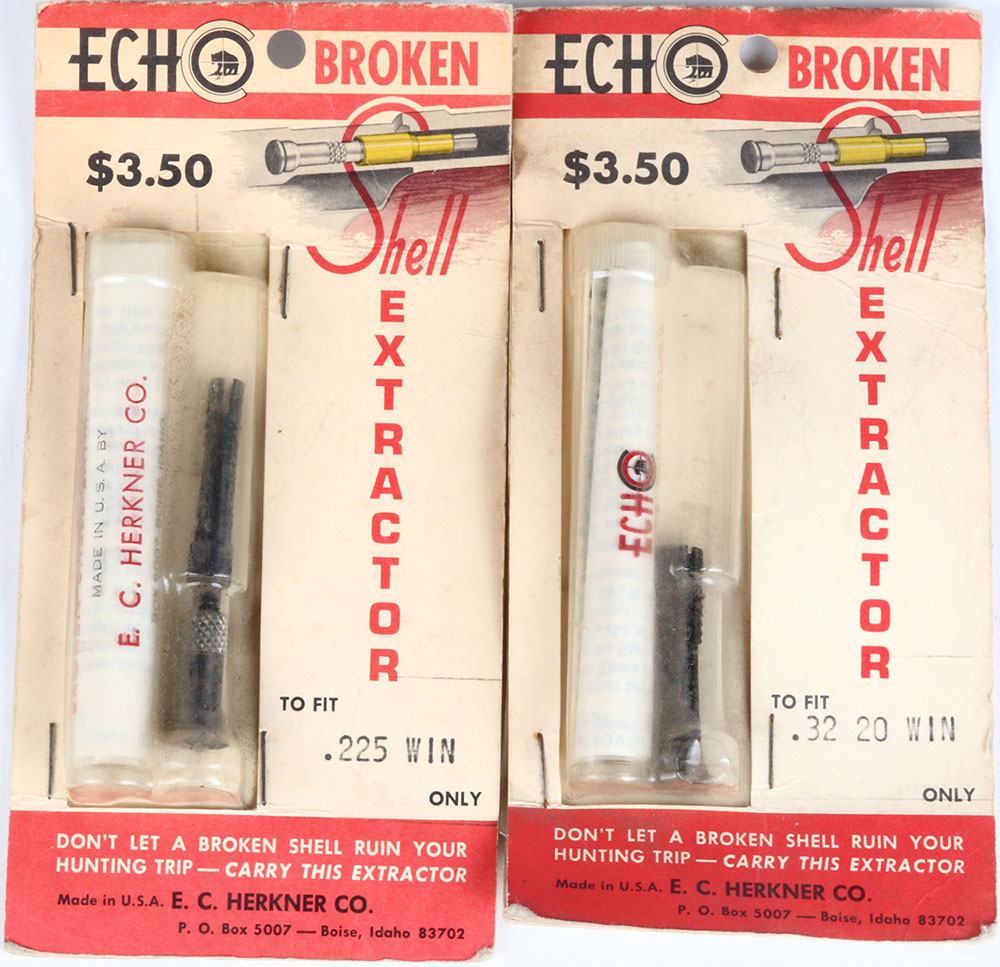 ECHO BROKEN
$3.50
Shell
EXTRACTOR
MADE IN U.S.A. BY
E. C. HERKNER CO.
TO FIT
.225 WIN
ONLY
DON'T LET A BROKEN SHELL RUIN YOUR
HUNTING TRIP — CARRY THIS EXTRACTOR
Made in U.S.A. E. C. HERKNER CO.
P. O. Box 5007 — Boise, Idaho 83702
ECHO BROKEN
$3.50
Shell
EXTRACTOR
ECHO
TO FIT
.32 20 WIN
ONLY
DON'T LET A BROKEN SHELL RUIN YOUR
HUNTING TRIP — CARRY THIS EXTRACTOR
Made in U.S.A. E. C. HERKNER CO.
P. O. Box 5007 — Boise, Idaho 83702